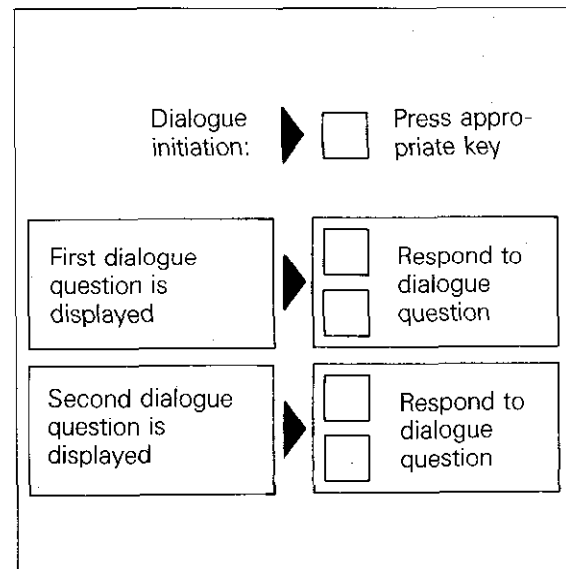 Dialogue
initiation:
Press appro-
priate key
First dialogue
question is
displayed
Respond to
dialogue
question
Second dialogue
question is
displayed
Respond to
dialogue
question